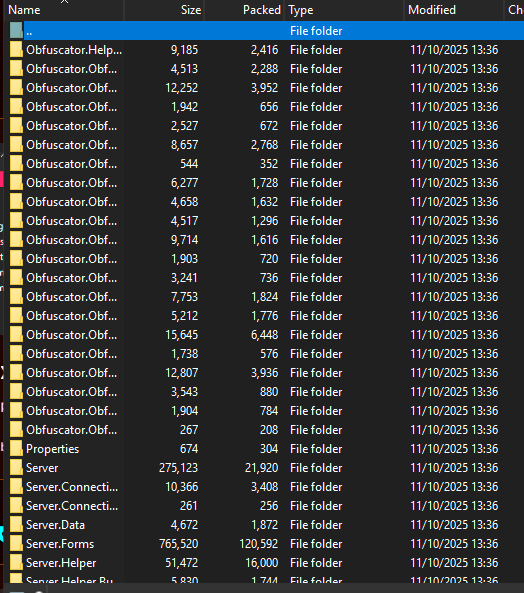 Name Size Packed Type Modified Che
.. File folder
Obfuscator.Help... 9,185 2,416 File folder 11/10/2025 13:36
Obfuscator.Obf... 4,513 2,288 File folder 11/10/2025 13:36
Obfuscator.Obf... 12,252 3,952 File folder 11/10/2025 13:36
Obfuscator.Obf... 1,942 656 File folder 11/10/2025 13:36
Obfuscator.Obf... 2,527 672 File folder 11/10/2025 13:36
Obfuscator.Obf... 8,657 2,768 File folder 11/10/2025 13:36
Obfuscator.Obf... 544 352 File folder 11/10/2025 13:36
Obfuscator.Obf... 6,277 1,728 File folder 11/10/2025 13:36
Obfuscator.Obf... 4,658 1,632 File folder 11/10/2025 13:36
Obfuscator.Obf... 4,517 1,296 File folder 11/10/2025 13:36
Obfuscator.Obf... 9,714 1,616 File folder 11/10/2025 13:36
Obfuscator.Obf... 1,903 720 File folder 11/10/2025 13:36
Obfuscator.Obf... 3,241 736 File folder 11/10/2025 13:36
Obfuscator.Obf... 7,753 1,824 File folder 11/10/2025 13:36
Obfuscator.Obf... 5,212 1,776 File folder 11/10/2025 13:36
Obfuscator.Obf... 15,645 6,448 File folder 11/10/2025 13:36
Obfuscator.Obf... 1,738 576 File folder 11/10/2025 13:36
Obfuscator.Obf... 12,807 3,936 File folder 11/10/2025 13:36
Obfuscator.Obf... 3,543 880 File folder 11/10/2025 13:36
Obfuscator.Obf... 1,904 784 File folder 11/10/2025 13:36
Obfuscator.Obf... 267 208 File folder 11/10/2025 13:36
Properties 674 304 File folder 11/10/2025 13:36
Server 275,123 21,920 File folder 11/10/2025 13:36
Server.Connecti... 10,366 3,408 File folder 11/10/2025 13:36
Server.Connecti... 261 256 File folder 11/10/2025 13:36
Server.Data 4,672 1,872 File folder 11/10/2025 13:36
Server.Forms 765,520 120,592 File folder 11/10/2025 13:36
Server.Helper 51,472 16,000 File folder 11/10/2025 13:36
Server.Helper.Bu... 5,830 1,744 File folder 11/10/2025 13:36